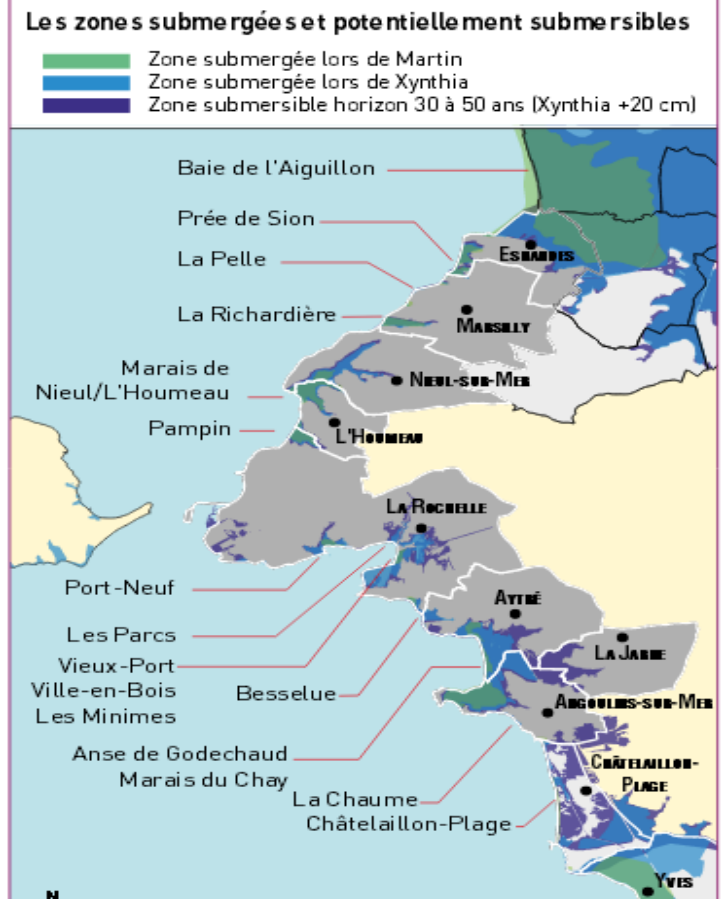 Les zones submergées et potentiellement submersibles
Zone submergée lors de Martin
Zone submergée lors de Xynthia
Zone submersible horizon 30 à 50 ans (Xynthia +20 cm)
Baie de l'Aiguillon
Prée de Sion
Esnandes
La Pelle
La Richardière
Marsilly
Marais de
Nieul/L'Houmeau
Nieul-sur-Mer
Pampin
L'Houmeau
La Rochelle
Port-Neuf
Aytré
Les Parcs
La Jarne
Vieux-Port
Ville-en-Bois
Les Minimes
Besselue
Angoulins-sur-Mer
Anse de Godechaud
Marais du Chay
Châtelaillon-
Plage
La Chaume
Châtelaillon-Plage
Yves
N